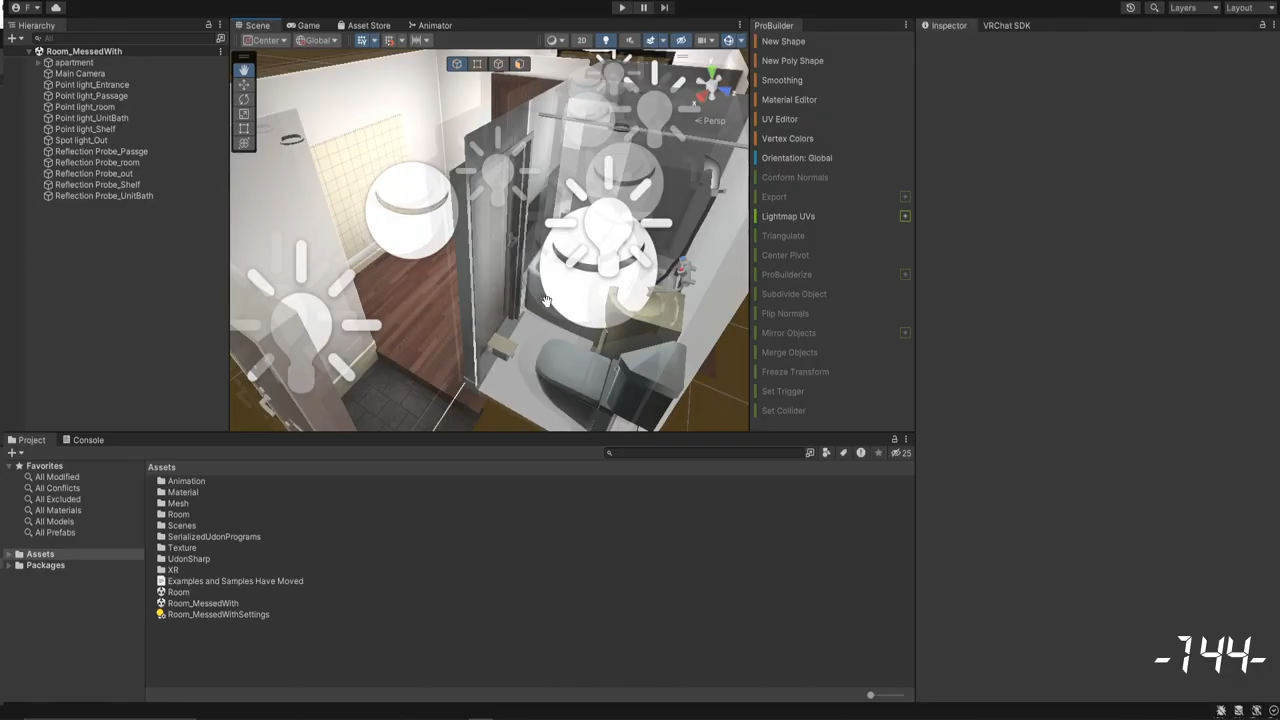 F
Layers
Layout
Hierarchy
Scene
Game
Asset Store
Animator
ProBuilder
Inspector
VRChat SDK
All
Center
Global
2D
Room_MessedWith
apartment
Main Camera
Point light_Entrance
Point light_Passage
Point light_room
Point light_UnitBath
Point light_Shelf
Spot light_Out
Reflection Probe_Passge
Reflection Probe_room
Reflection Probe_out
Reflection Probe_Shelf
Reflection Probe_UnitBath
x
Persp
New Shape
New Poly Shape
Smoothing
Material Editor
UV Editor
Vertex Colors
Orientation: Global
Conform Normals
Export
Lightmap UVs
Triangulate
Center Pivot
ProBuilderize
Subdivide Object
Flip Normals
Mirror Objects
Merge Objects
Freeze Transform
Set Trigger
Set Collider
Project
Console
25
Favorites
All Modified
All Conflicts
All Excluded
All Materials
All Models
All Prefabs
Assets
Packages
Assets
Animation
Material
Mesh
Room
Scenes
SerializedUdonPrograms
Texture
UdonSharp
XR
Examples and Samples Have Moved
Room
Room_MessedWith
Room_MessedWithSettings
-144-